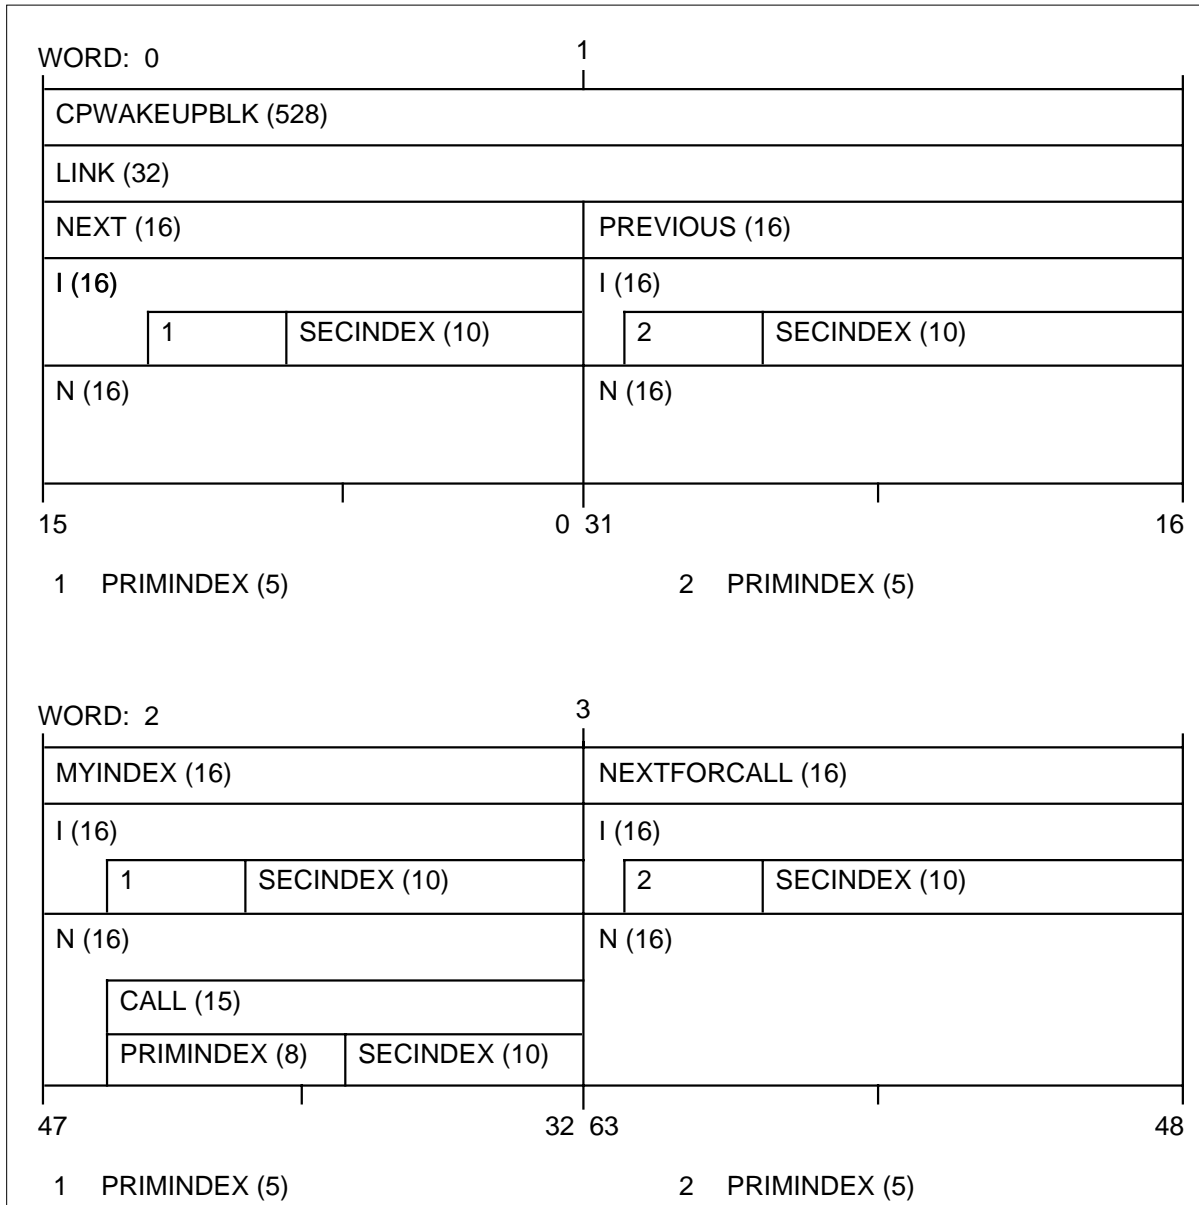 WORD: 0 1
CPWAKEUPBLK (528)
LINK (32)
NEXT (16) PREVIOUS (16)
I (16) I (16)
1 SECINDEX (10) 2 SECINDEX (10)
N (16) N (16)
15 0 31 16
1 PRIMINDEX (5) 2 PRIMINDEX (5)
WORD: 2 3
MYINDEX (16) NEXTFORCALL (16)
I (16) I (16)
1 SECINDEX (10) 2 SECINDEX (10)
N (16) N (16)
CALL (15)
PRIMINDEX (8) SECINDEX (10)
47 32 63 48
1 PRIMINDEX (5) 2 PRIMINDEX (5)